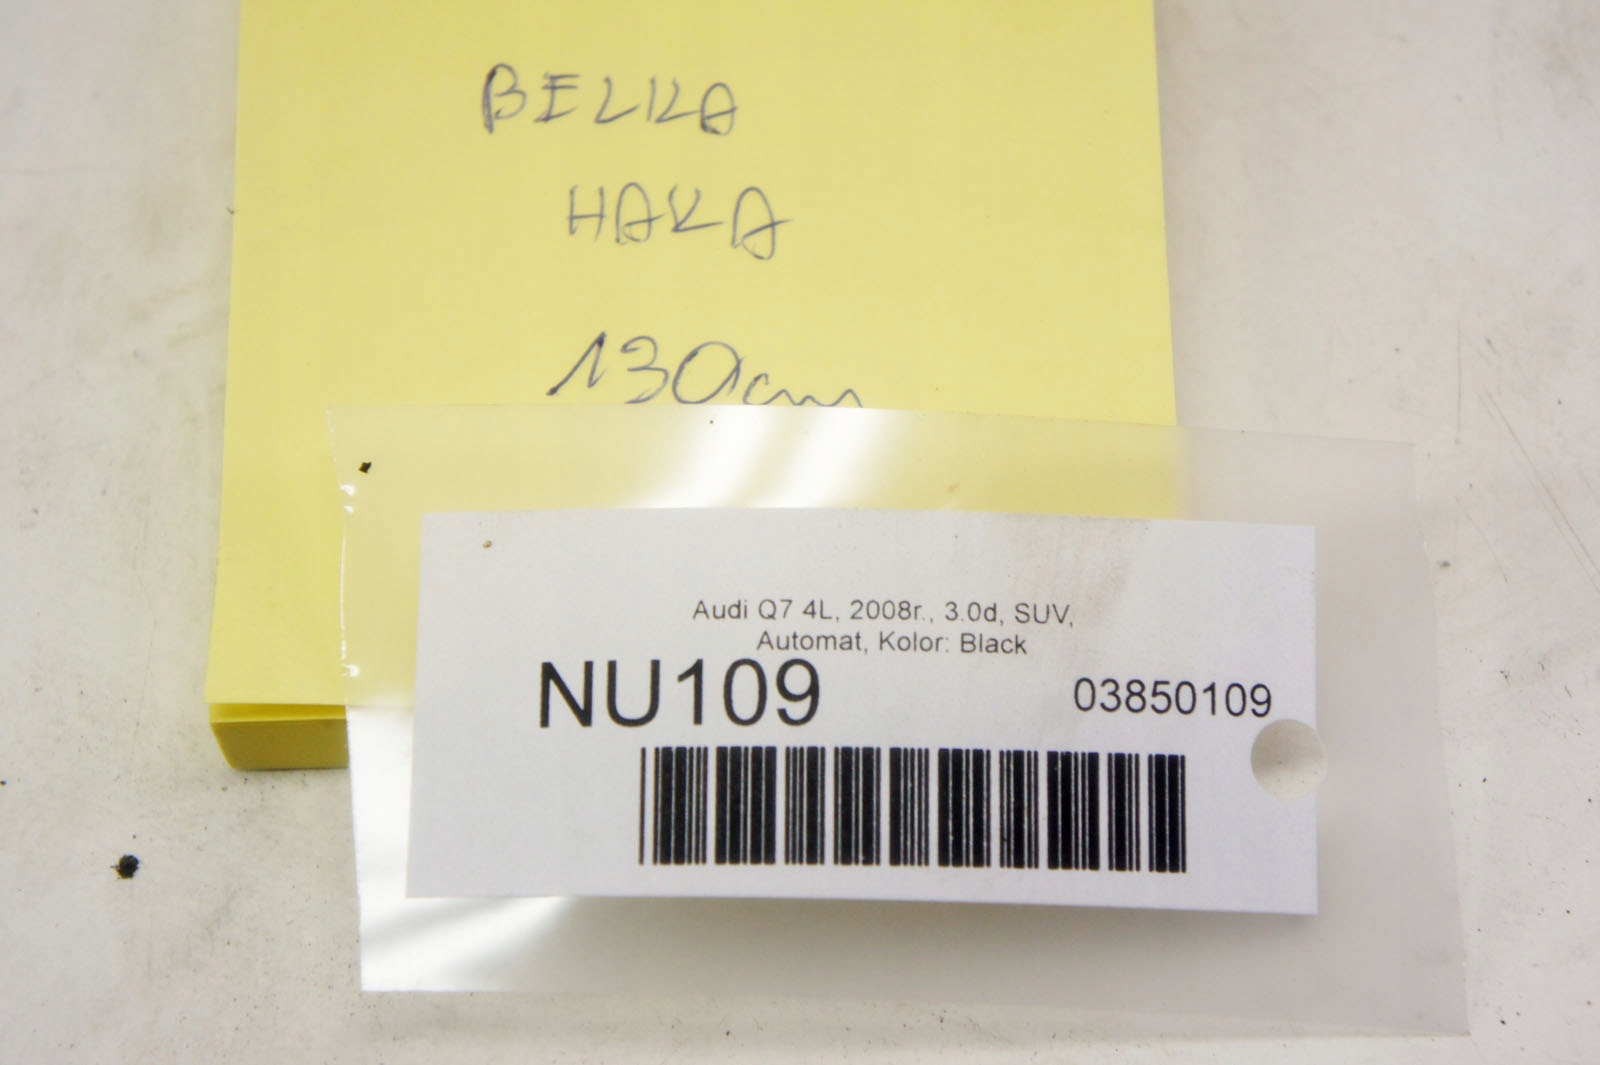 BELKA
HAKA
130cm
Audi Q7 4L, 2008r., 3.0d, SUV,
Automat, Kolor: Black
NU109
03850109